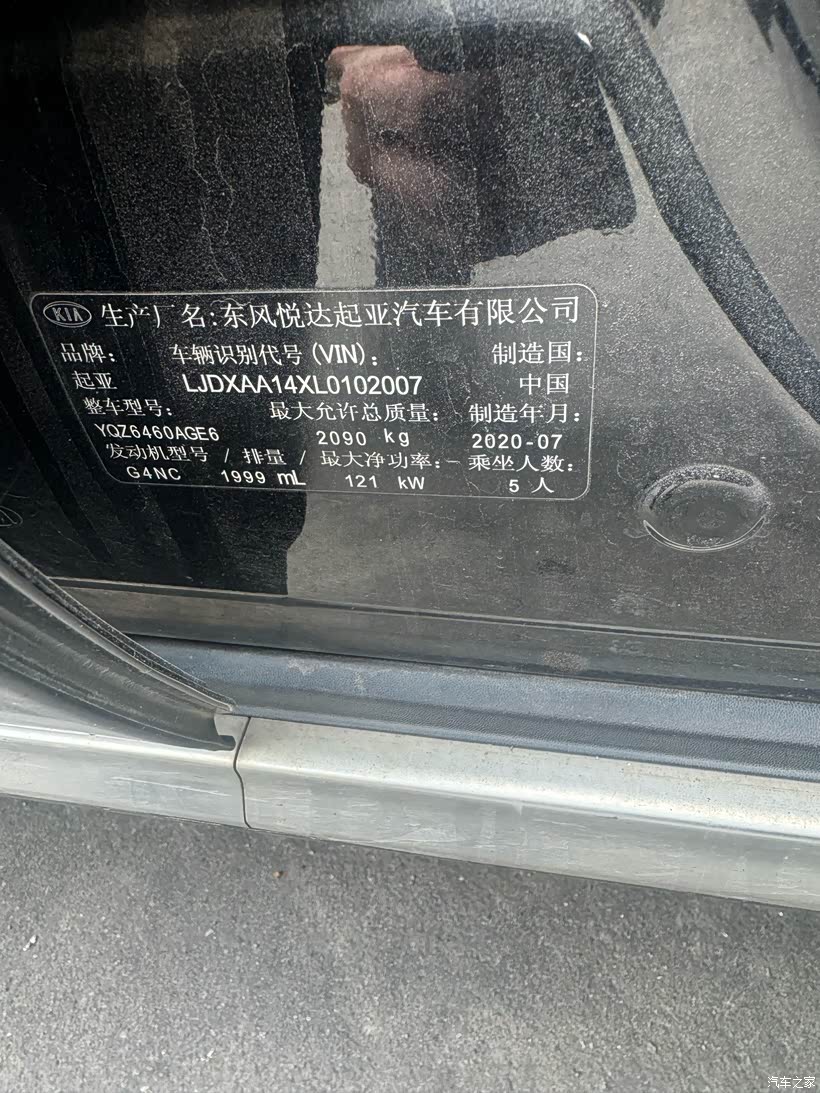 KIA 生产厂名:东风悦达起亚汽车有限公司
品牌: 车辆识别代号(VIN): 制造国:
起亚 LJDXAA14XL0102007 中国
整车型号: 最大允许总质量: 制造年月:
YQZ6460AGE6 2090 kg 2020-07
发动机型号 / 排量 / 最大净功率: 乘坐人数:
G4NC 1999 mL 121 kW 5 人
汽车之家